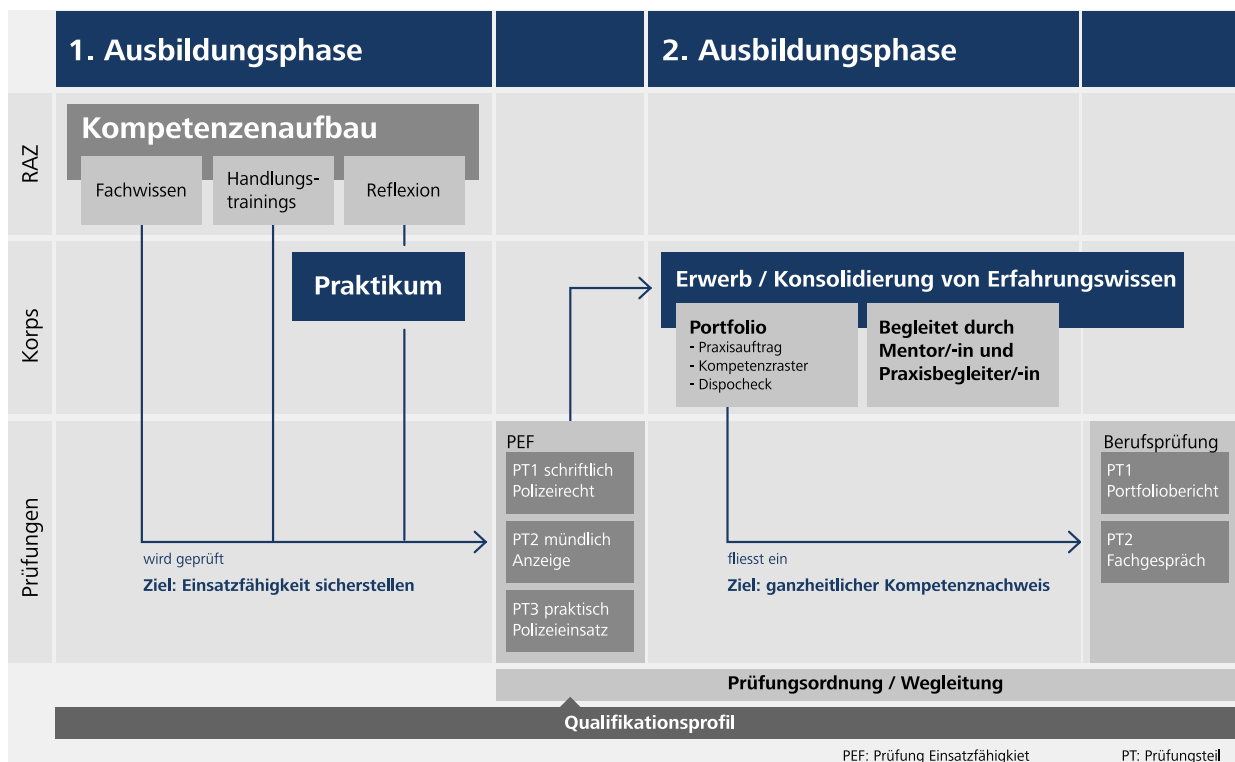 1. Ausbildungsphase
2. Ausbildungsphase
RAZ
Kompetenzenaufbau
Fachwissen
Handlungs-
trainings
Reflexion
Korps
Praktikum
Erwerb / Konsolidierung von Erfahrungswissen
Portfolio
- Praxisauftrag
- Kompetenzraster
- Dispocheck
Begleitet durch
Mentor/-in und
Praxisbegleiter/-in
Prüfungen
wird geprüft
Ziel: Einsatzfähigkeit sicherstellen
PEF
PT1 schriftlich
Polizeirecht
PT2 mündlich
Anzeige
PT3 praktisch
Polizeieinsatz
fliesst ein
Ziel: ganzheitlicher Kompetenznachweis
Berufsprüfung
PT1
Portfoliobericht
PT2
Fachgespräch
Prüfungsordnung / Wegleitung
Qualifikationsprofil
PEF: Prüfung Einsatzfähigkiet
PT: Prüfungsteil